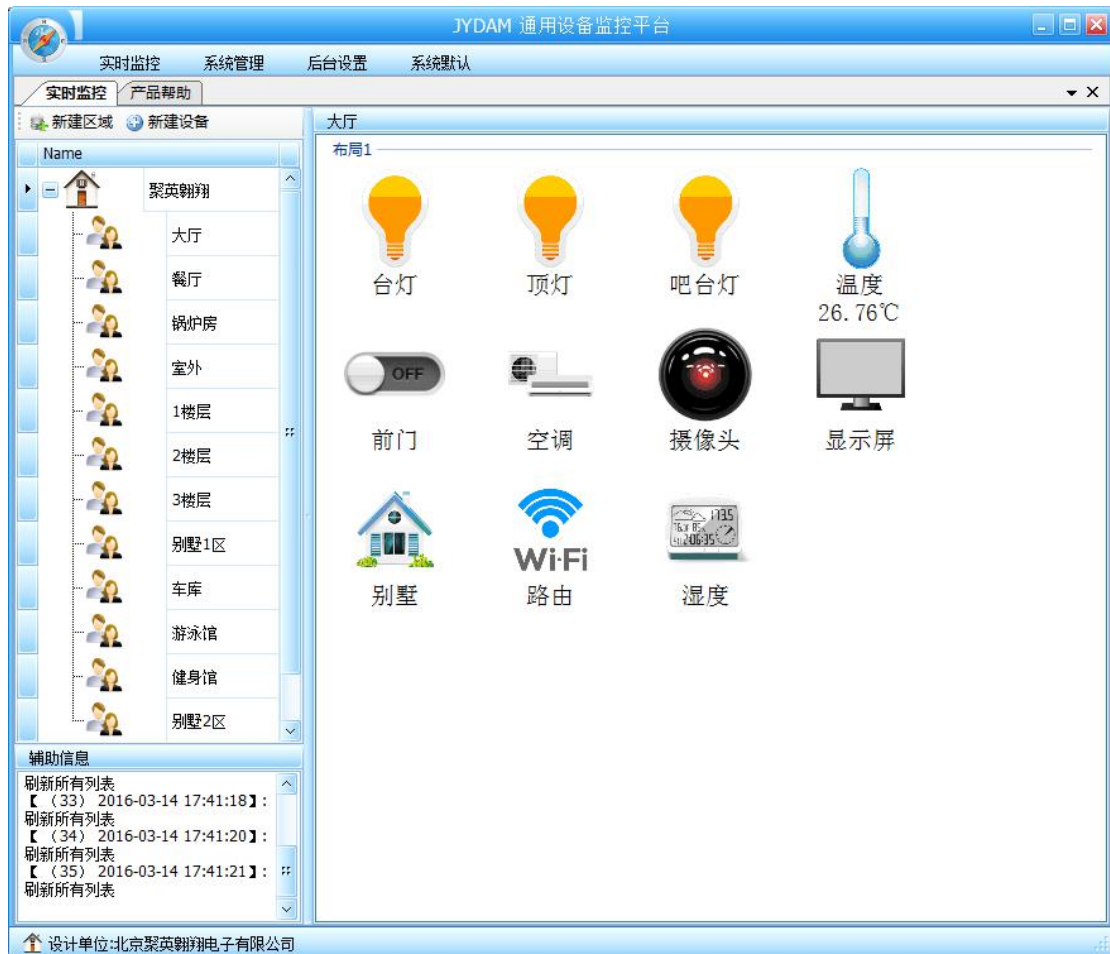 JYDAM 通用设备监控平台
实时监控 系统管理 后台设置 系统默认
实时监控 产品帮助
新建区域 新建设备
大厅
Name
布局1
聚英翱翔
大厅
餐厅
锅炉房
室外
1楼层
2楼层
3楼层
别墅1区
车库
游泳馆
健身馆
别墅2区
台灯 顶灯 吧台灯 温度
26.76℃
OFF
前门 空调 摄像头 显示屏
Wi-Fi
别墅 路由 湿度
辅助信息
刷新所有列表
【 （33） 2016-03-14 17:41:18】:
刷新所有列表
【 （34） 2016-03-14 17:41:20】:
刷新所有列表
【 （35） 2016-03-14 17:41:21】:
刷新所有列表
设计单位:北京聚英翱翔电子有限公司